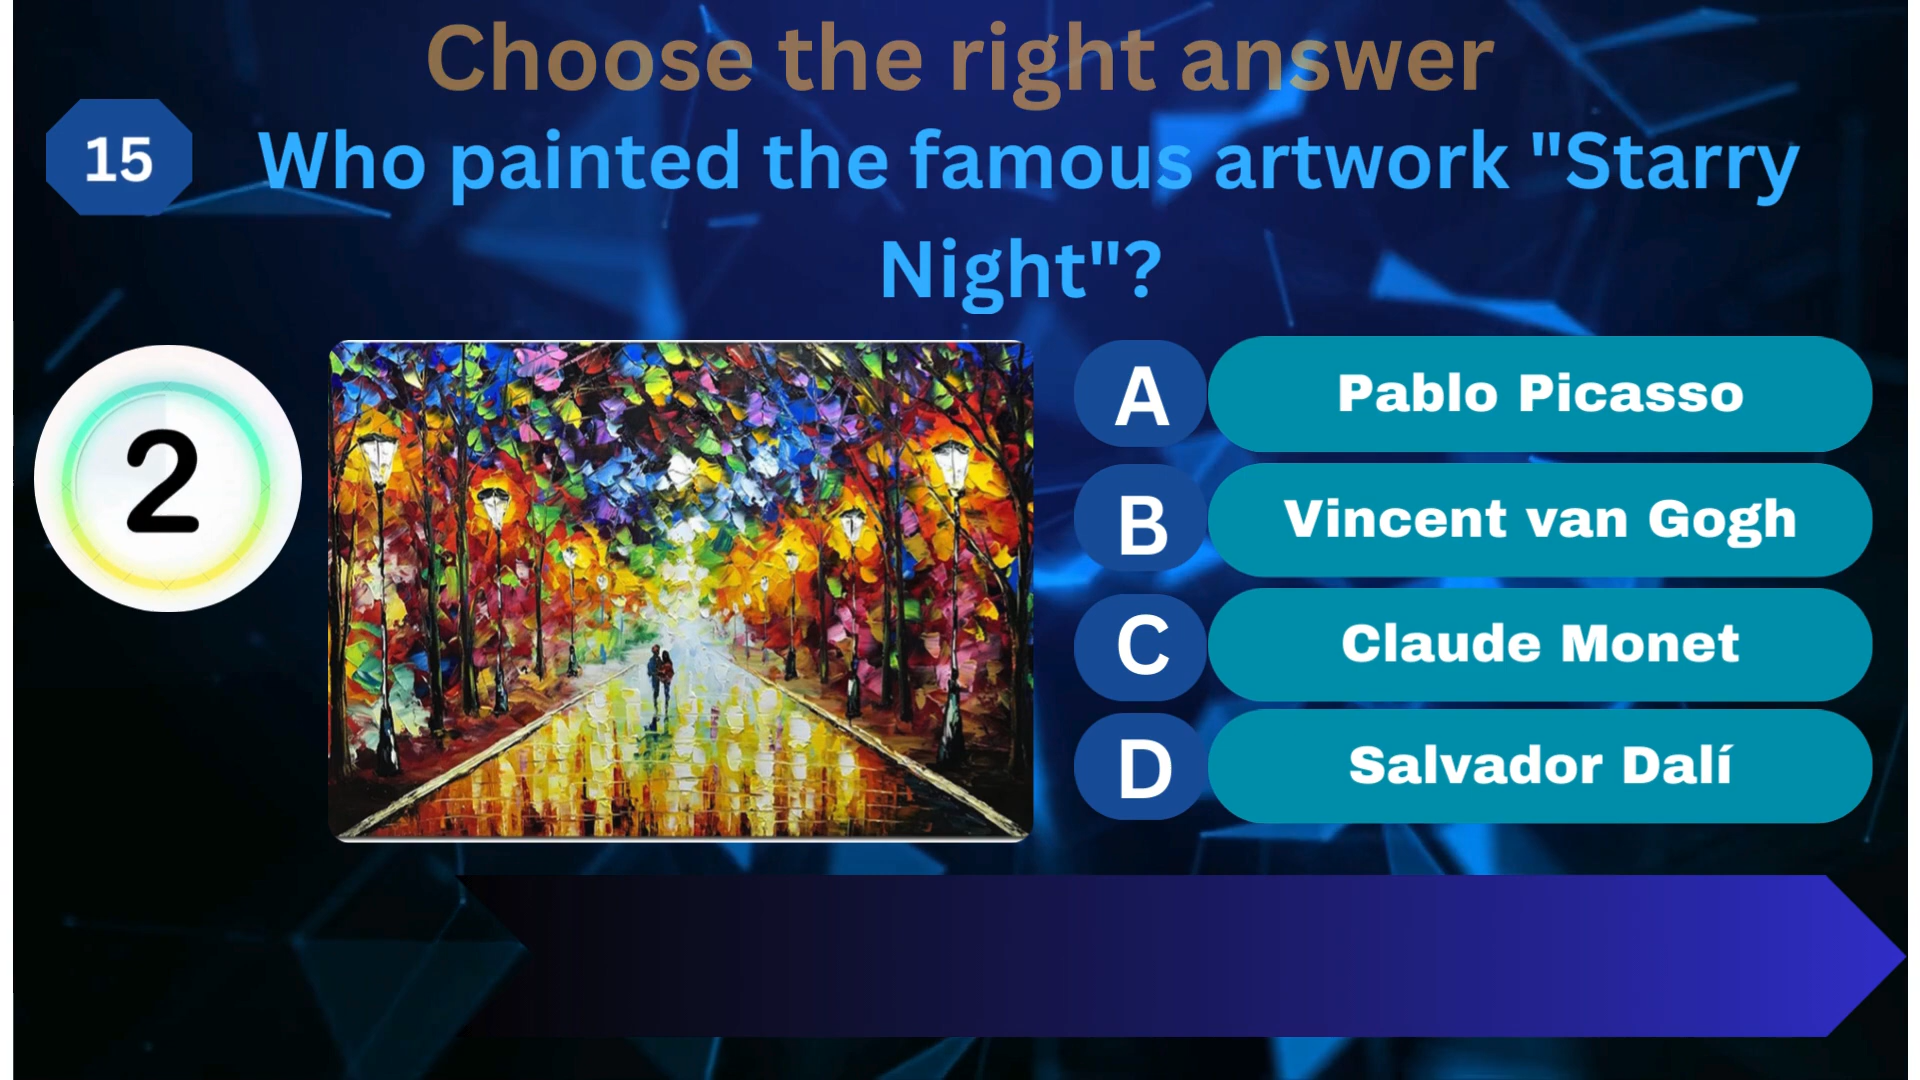 Choose the right answer
15
Who painted the famous artwork "Starry
Night"?
2
A Pablo Picasso
B Vincent van Gogh
C Claude Monet
D Salvador Dalí